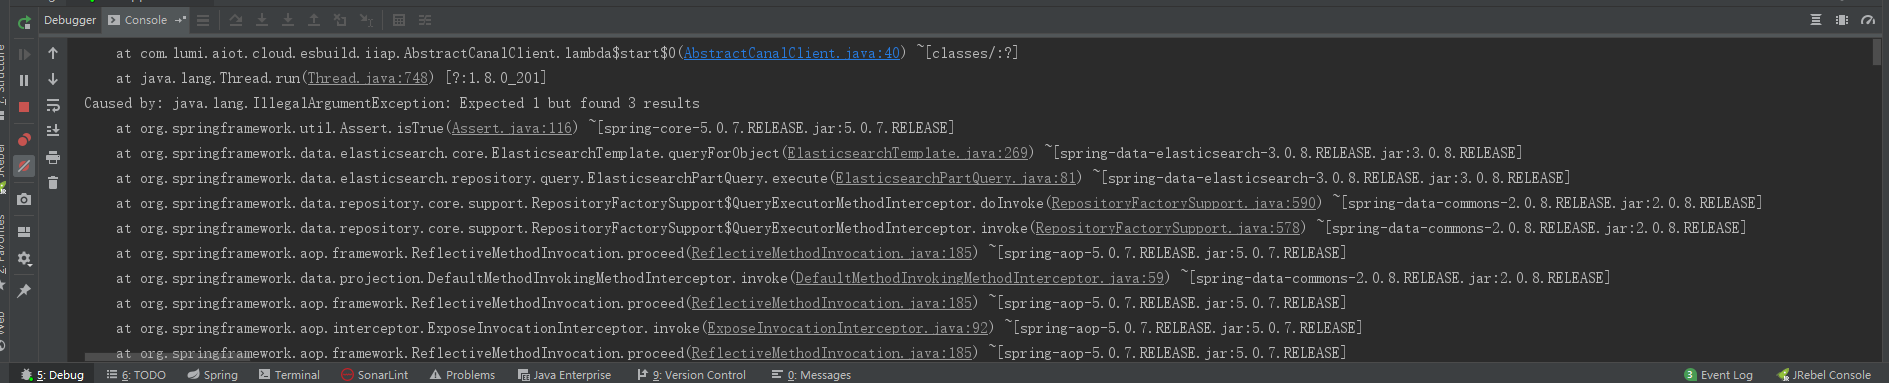 Debugger Console
at com.lumi.aiot.cloud.esbuild.iiap.AbstractCanalClient.lambda$start$0(AbstractCanalClient.java:40) ~[classes/:?]
at java.lang.Thread.run(Thread.java:748) [?:1.8.0_201]
Caused by: java.lang.IllegalArgumentException: Expected 1 but found 3 results
at org.springframework.util.Assert.isTrue(Assert.java:116) ~[spring-core-5.0.7.RELEASE.jar:5.0.7.RELEASE]
at org.springframework.data.elasticsearch.core.ElasticsearchTemplate.queryForObject(ElasticsearchTemplate.java:269) ~[spring-data-elasticsearch-3.0.8.RELEASE.jar:3.0.8.RELEASE]
at org.springframework.data.elasticsearch.repository.query.ElasticsearchPartQuery.execute(ElasticsearchPartQuery.java:81) ~[spring-data-elasticsearch-3.0.8.RELEASE.jar:3.0.8.RELEASE]
at org.springframework.data.repository.core.support.RepositoryFactorySupport$QueryExecutorMethodInterceptor.doInvoke(RepositoryFactorySupport.java:590) ~[spring-data-commons-2.0.8.RELEASE.jar:2.0.8.RELEASE]
at org.springframework.data.repository.core.support.RepositoryFactorySupport$QueryExecutorMethodInterceptor.invoke(RepositoryFactorySupport.java:578) ~[spring-data-commons-2.0.8.RELEASE.jar:2.0.8.RELEASE]
at org.springframework.aop.framework.ReflectiveMethodInvocation.proceed(ReflectiveMethodInvocation.java:185) ~[spring-aop-5.0.7.RELEASE.jar:5.0.7.RELEASE]
at org.springframework.data.projection.DefaultMethodInvokingMethodInterceptor.invoke(DefaultMethodInvokingMethodInterceptor.java:59) ~[spring-data-commons-2.0.8.RELEASE.jar:2.0.8.RELEASE]
at org.springframework.aop.framework.ReflectiveMethodInvocation.proceed(ReflectiveMethodInvocation.java:185) ~[spring-aop-5.0.7.RELEASE.jar:5.0.7.RELEASE]
at org.springframework.aop.interceptor.ExposeInvocationInterceptor.invoke(ExposeInvocationInterceptor.java:92) ~[spring-aop-5.0.7.RELEASE.jar:5.0.7.RELEASE]
at org.springframework.aop.framework.ReflectiveMethodInvocation.proceed(ReflectiveMethodInvocation.java:185) ~[spring-aop-5.0.7.RELEASE.jar:5.0.7.RELEASE]
Z: Structure
JRebel
2: Favorites
Web
5: Debug 6: TODO Spring Terminal SonarLint Problems Java Enterprise 9: Version Control 0: Messages 3 Event Log JRebel Console